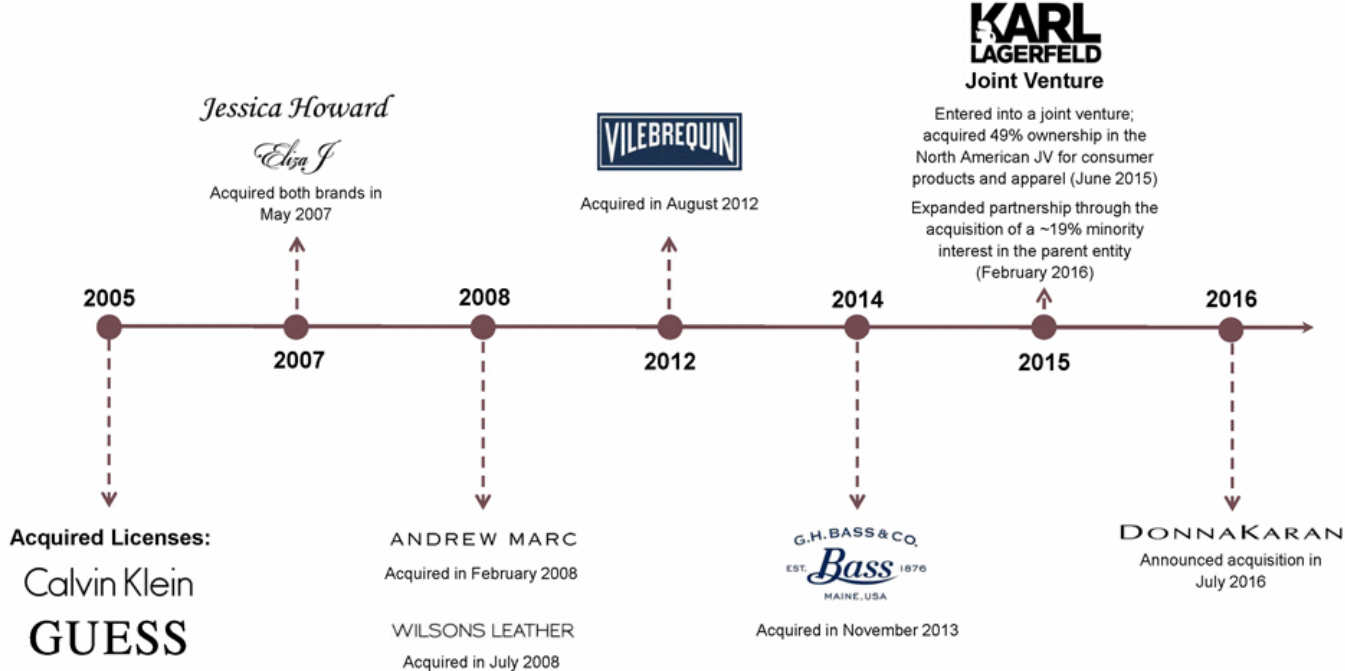 KARL
LAGERFELD
Joint Venture
Entered into a joint venture;
acquired 49% ownership in the
North American JV for consumer
products and apparel (June 2015)
Expanded partnership through the
acquisition of a ~19% minority
interest in the parent entity
(February 2016)
Jessica Howard
Eliza J
Acquired both brands in
May 2007
VILEBREQUIN
Acquired in August 2012
2005
2007
2008
2012
2014
2015
2016
Acquired Licenses:
Calvin Klein
GUESS
ANDREW MARC
Acquired in February 2008
WILSONS LEATHER
Acquired in July 2008
G.H.BASS&CO.
EST. Bass 1876
MAINE, USA
Acquired in November 2013
DONNAKARAN
Announced acquisition in
July 2016